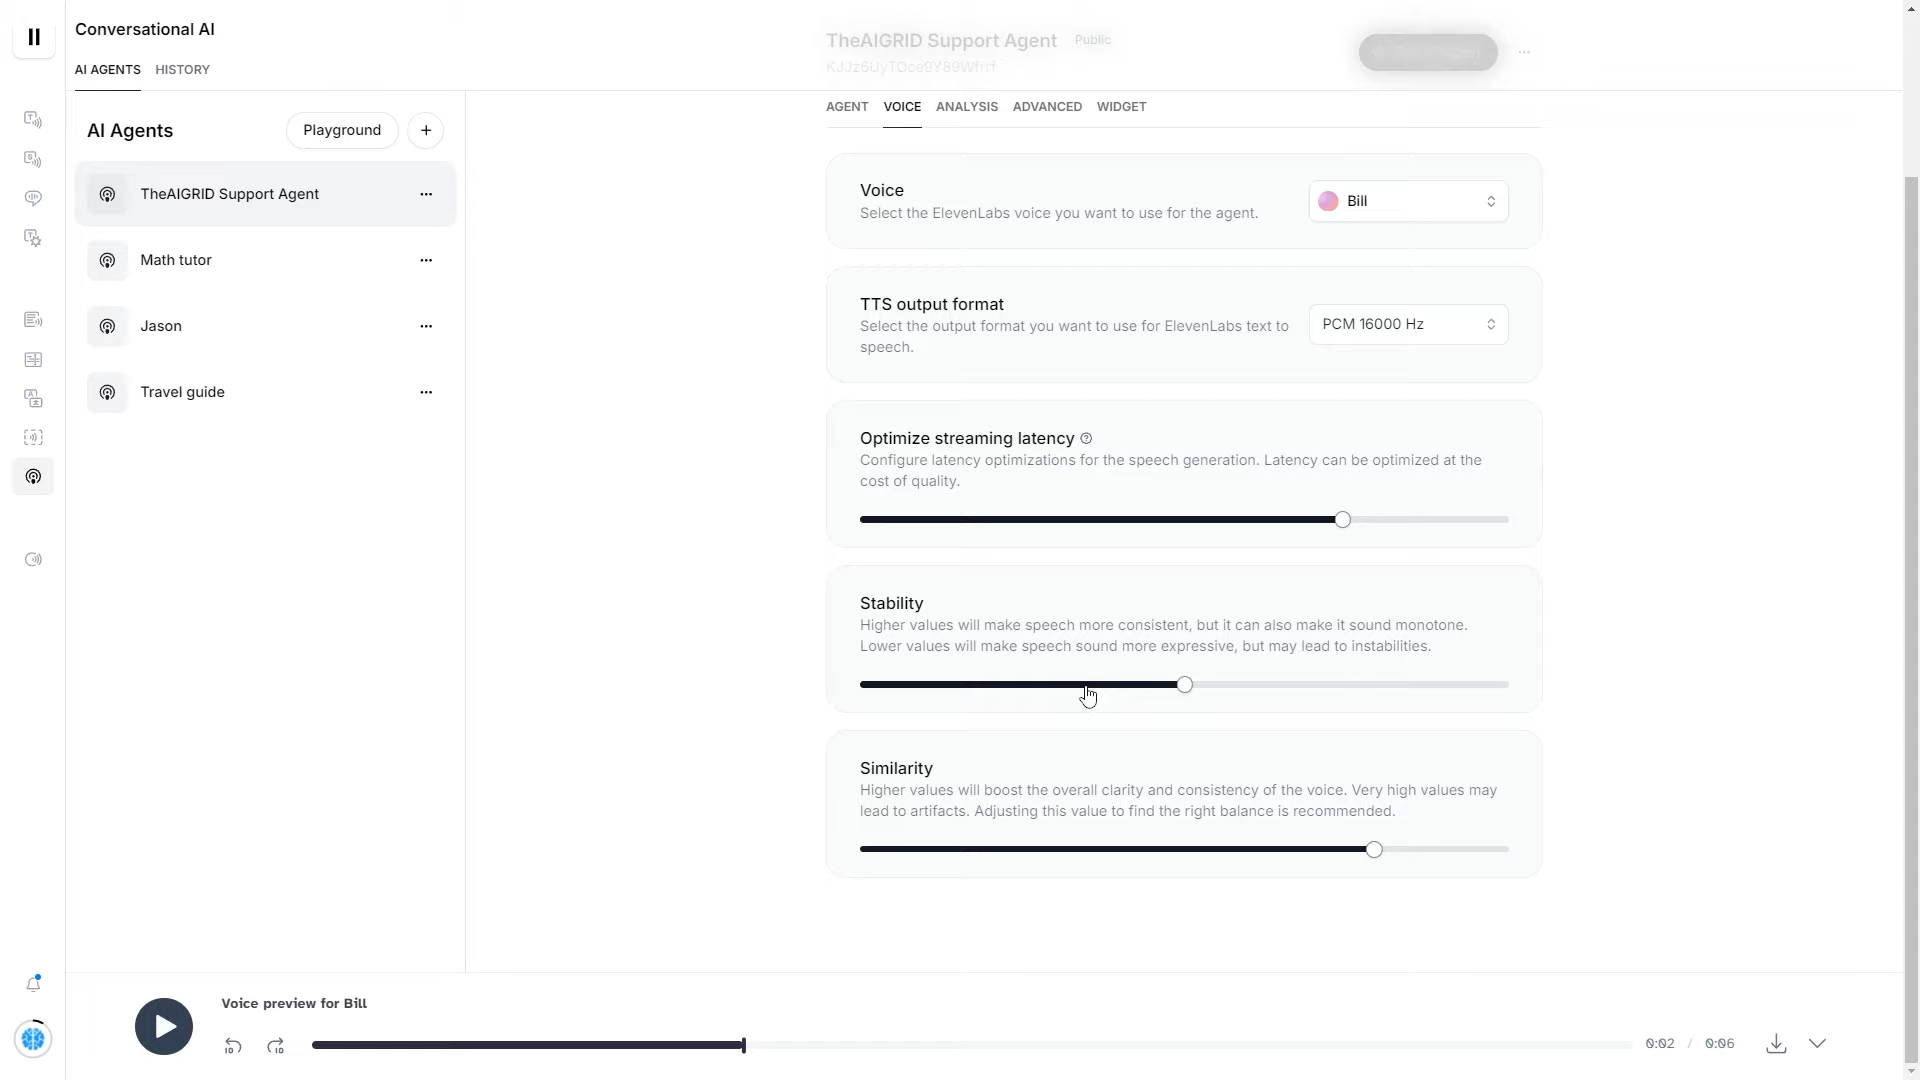 Conversational AI
AI AGENTS HISTORY
AI Agents
Playground
TheAIGRID Support Agent
Math tutor
Jason
Travel guide
TheAIGRID Support Agent Public
AGENT VOICE ANALYSIS ADVANCED WIDGET
Voice
Select the ElevenLabs voice you want to use for the agent.
Bill
TTS output format
Select the output format you want to use for ElevenLabs text to
speech.
PCM 16000 Hz
Optimize streaming latency
Configure latency optimizations for the speech generation. Latency can be optimized at the
cost of quality.
Stability
Higher values will make speech more consistent, but it can also make it sound monotone.
Lower values will make speech sound more expressive, but may lead to instabilities.
Similarity
Higher values will boost the overall clarity and consistency of the voice. Very high values may
lead to artifacts. Adjusting this value to find the right balance is recommended.
Voice preview for Bill
0:02 / 0:06